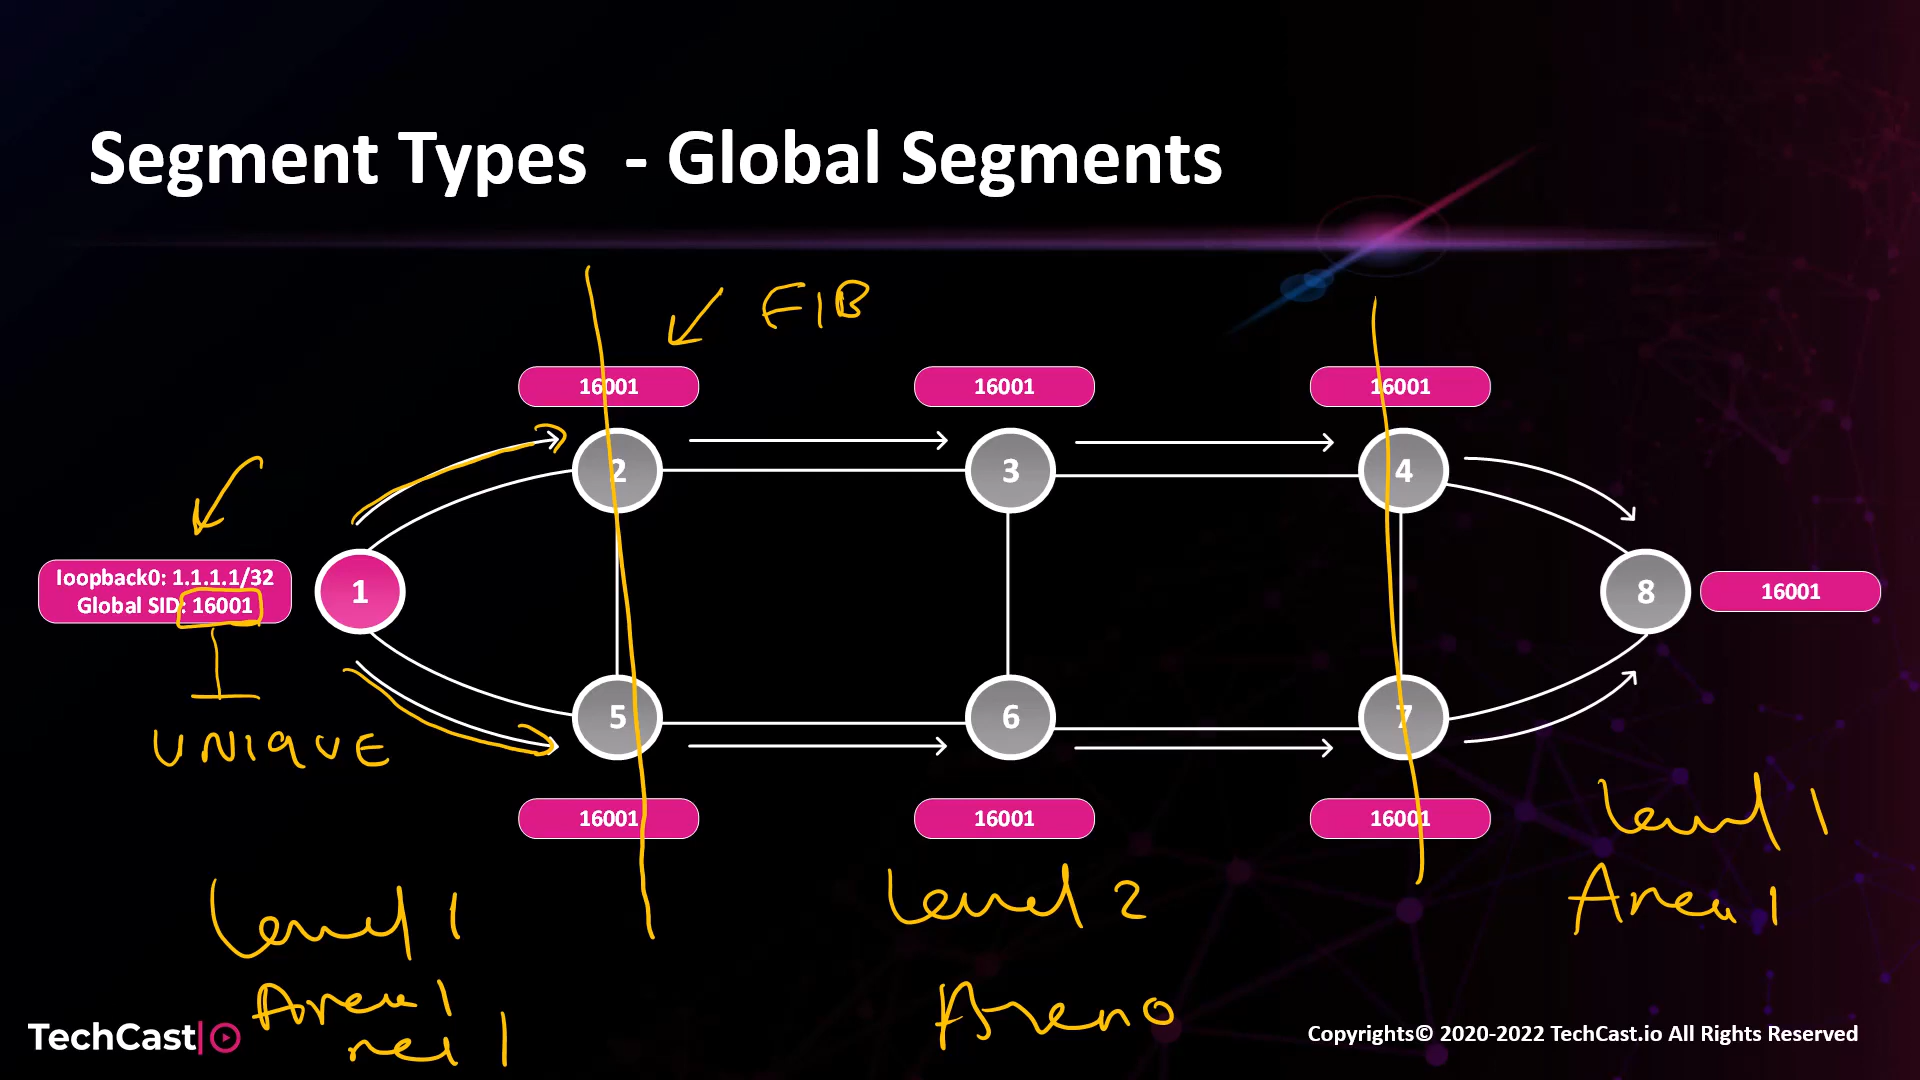 Segment Types - Global Segments
FIB
16001
16001
16001
2
3
4
loopback0: 1.1.1.1/32
Global SID: 16001
1
8
16001
UNIQUE
5
6
7
16001
16001
16001
Level 1
Area 1
Level 1
Area 1
Level 2
Area 0
TechCast
Copyrights© 2020-2022 TechCast.io All Rights Reserved